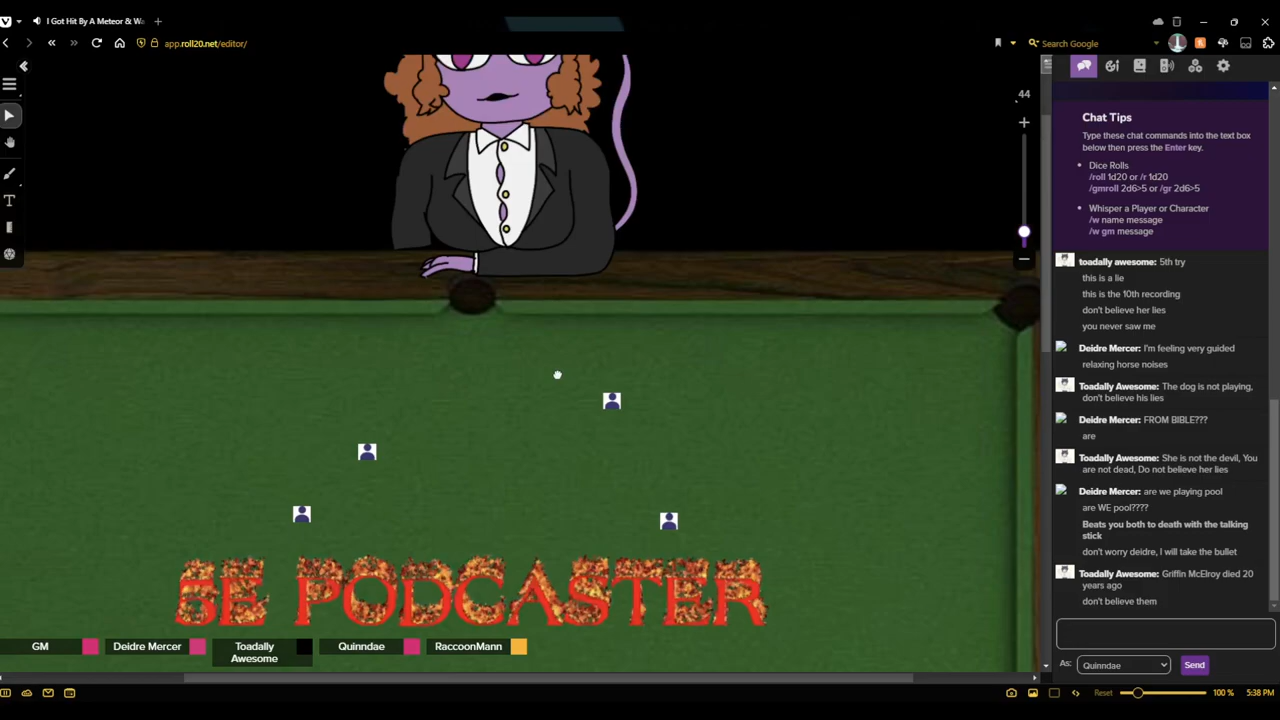 I Got Hit By A Meteor & W
app.roll20.net/editor/
Search Google
44
Chat Tips
Type these chat commands into the text box
below then press the Enter key.
Dice Rolls
/roll 1d20 or /r 1d20
/gmroll 2d6>5 or /gr 2d6>5
Whisper a Player or Character
/w name message
/w gm message
toadally awesome: 5th try
this is a lie
this is the 10th recording
don't believe her lies
you never saw me
Deidre Mercer: I'm feeling very guided
relaxing horse noises
Toadally Awesome: The dog is not playing,
don't believe his lies
Deidre Mercer: FROM BIBLE???
are
Toadally Awesome: She is not the devil, You
are not dead, Do not believe her lies
Deidre Mercer: are we playing pool
are WE pool????
Beats you both to death with the talking
stick
don't worry deidre, I will take the bullet
Toadally Awesome: Griffin McElroy died 20
years ago
don't believe them
5E PODCASTER
GM
Deidre Mercer
Toadally
Awesome
Quinndae
RaccoonMann
As:
Quinndae
Send
Reset
100 %
5:38 PM